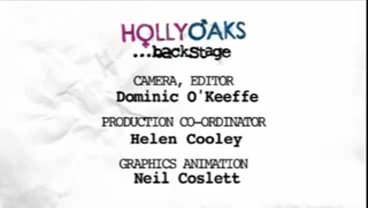 HOLLYOAKS
...backstage
CAMERA, EDITOR
Dominic O'Keeffe
PRODUCTION CO-ORDINATOR
Helen Cooley
GRAPHICS ANIMATION
Neil Coslett